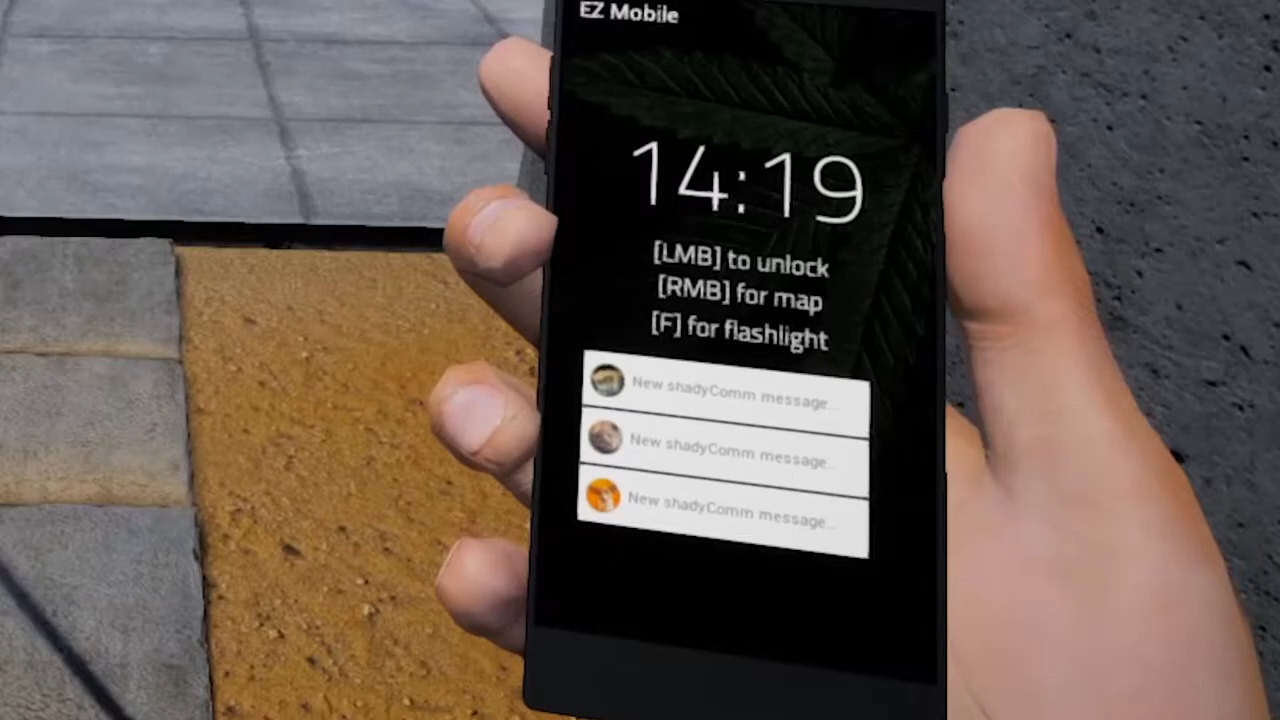 EZ Mobile
14:19
[LMB] to unlock
[RMB] for map
[F] for flashlight
New shadyComm message...
New shadyComm message...
New shadyComm message...